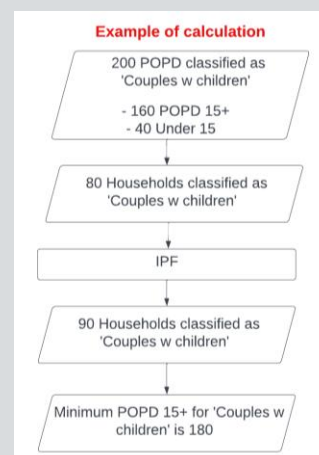 Example of calculation
200 POPD classified as
'Couples w children'
- 160 POPD 15+
- 40 Under 15
80 Households classified as
'Couples w children'
IPF
90 Households classified as
'Couples w children'
Minimum POPD 15+ for 'Couples w
children' is 180